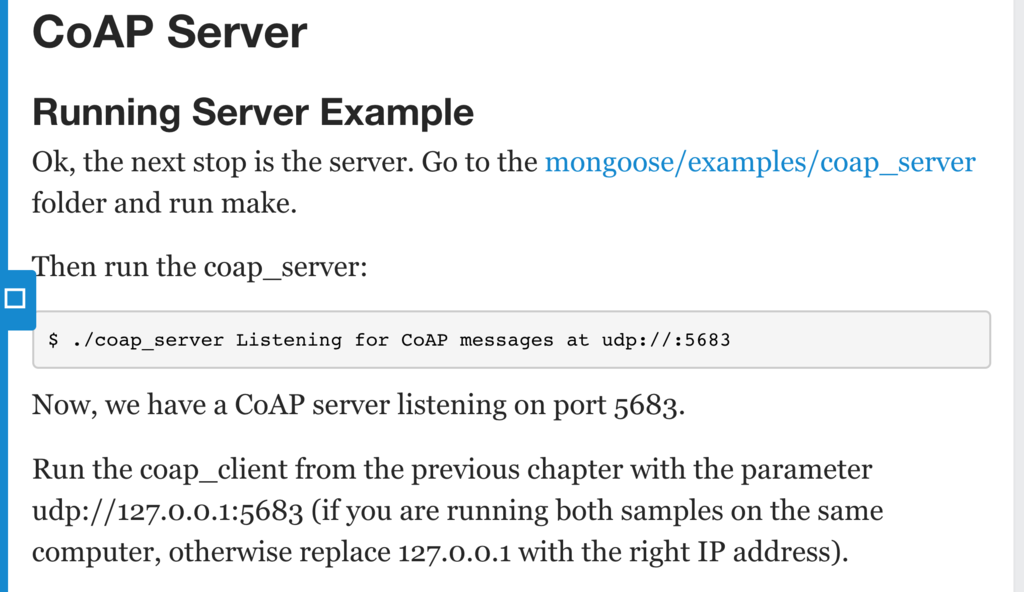 CoAP Server
Running Server Example
Ok, the next stop is the server. Go to the mongoose/examples/coap_server
folder and run make.
Then run the coap_server:
$ ./coap_server Listening for CoAP messages at udp://:5683
Now, we have a CoAP server listening on port 5683.
Run the coap_client from the previous chapter with the parameter
udp://127.0.0.1:5683 (if you are running both samples on the same
computer, otherwise replace 127.0.0.1 with the right IP address).